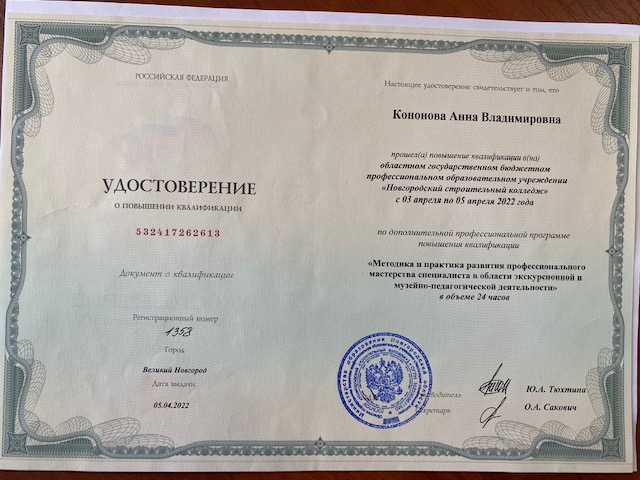 РОССИЙСКАЯ ФЕДЕРАЦИЯ
УДОСТОВЕРЕНИЕ
О ПОВЫШЕНИИ КВАЛИФИКАЦИИ
532417262613
Документ о квалификации
Регистрационный номер
1358
Город
Великий Новгород
Дата выдачи
05.04.2022
Настоящее удостоверение свидетельствует о том, что
Кононова Анна Владимировна
прошел(а) повышение квалификации в(на)
областном государственном бюджетном
профессиональном образовательном учреждении
«Новгородский строительный колледж»
с 03 апреля по 05 апреля 2022 года
по дополнительной профессиональной программе
повышения квалификации
«Методика и практика развития профессионального
мастерства специалиста в области экскурсионной и
музейно-педагогической деятельности»
в объеме 24 часов
Ю.А. Тюхтина
О.А. Сакович